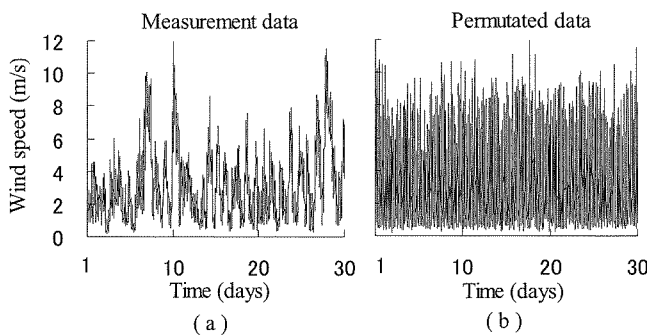 Measurement data
Permutated data
Wind speed (m/s)
12
10
8
6
4
2
0
1
10
20
30
1
10
20
30
Time (days)
Time (days)
( a )
( b )